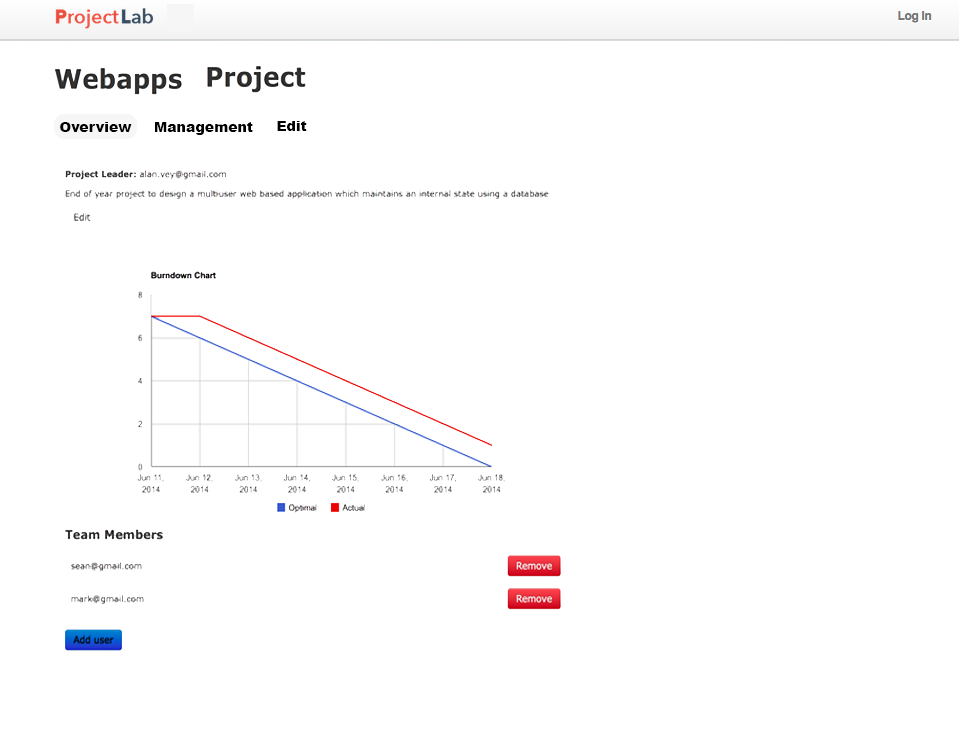 ProjectLab
Log In
Webapps Project
Overview Management Edit
Project Leader: alan.vey@gmail.com
End of year project to design a multiuser web based application which maintains an internal state using a database
Edit
Burndown Chart
8
6
4
2
0
Jun 11, Jun 12, Jun 13, Jun 14, Jun 15, Jun 16, Jun 17, Jun 18,
2014 2014 2014 2014 2014 2014 2014 2014
Optimal Actual
Team Members
sean@gmail.com Remove
mark@gmail.com Remove
Add user